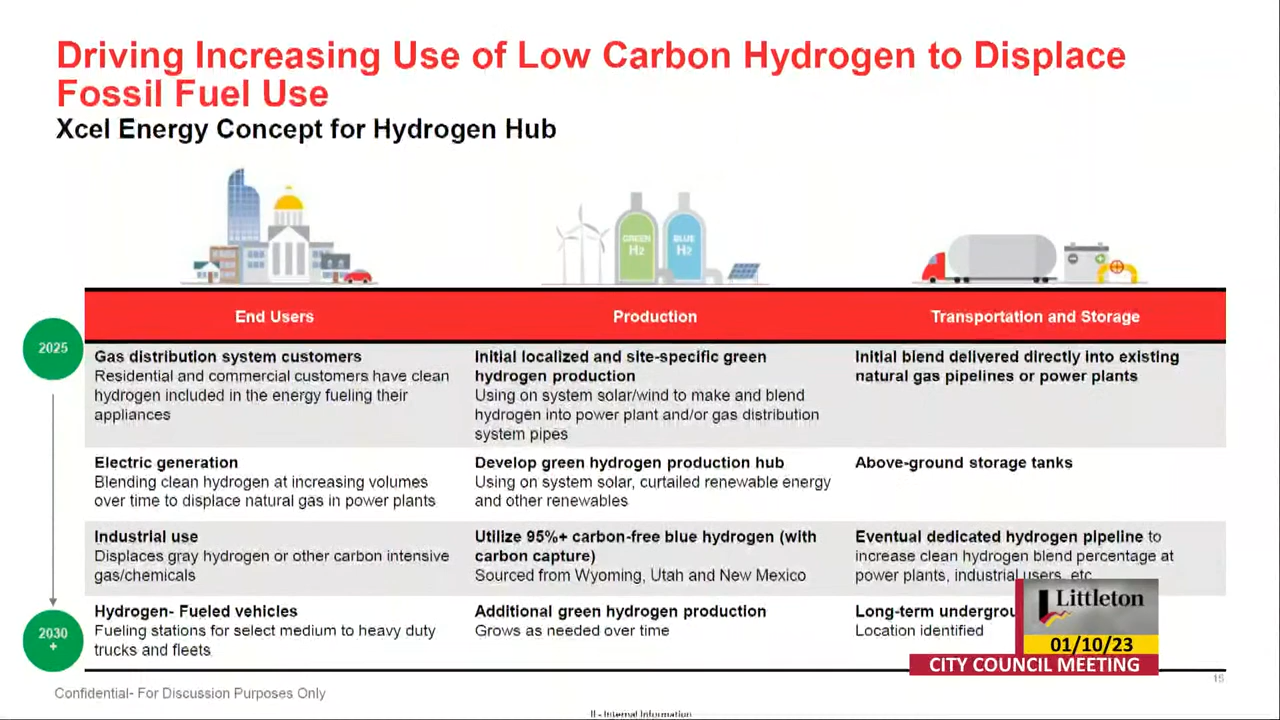 Driving Increasing Use of Low Carbon Hydrogen to Displace
Fossil Fuel Use
Xcel Energy Concept for Hydrogen Hub
GREEN
H2
BLUE
H2
End Users
Production
Transportation and Storage
2025
Gas distribution system customers
Residential and commercial customers have clean
hydrogen included in the energy fueling their
appliances
Initial localized and site-specific green
hydrogen production
Using on system solar/wind to make and blend
hydrogen into power plant and/or gas distribution
system pipes
Initial blend delivered directly into existing
natural gas pipelines or power plants
Electric generation
Blending clean hydrogen at increasing volumes
over time to displace natural gas in power plants
Develop green hydrogen production hub
Using on system solar, curtailed renewable energy
and other renewables
Above-ground storage tanks
Industrial use
Displaces gray hydrogen or other carbon intensive
gas/chemicals
Utilize 95%+ carbon-free blue hydrogen (with
carbon capture)
Sourced from Wyoming, Utah and New Mexico
Eventual dedicated hydrogen pipeline to
increase clean hydrogen blend percentage at
power plants, industrial users, etc
2030
+
Hydrogen- Fueled vehicles
Fueling stations for select medium to heavy duty
trucks and fleets
Additional green hydrogen production
Grows as needed over time
Long-term
Location identified
Littleton
01/10/23
CITY COUNCIL MEETING
15
Confidential- For Discussion Purposes Only
II - Internal Information